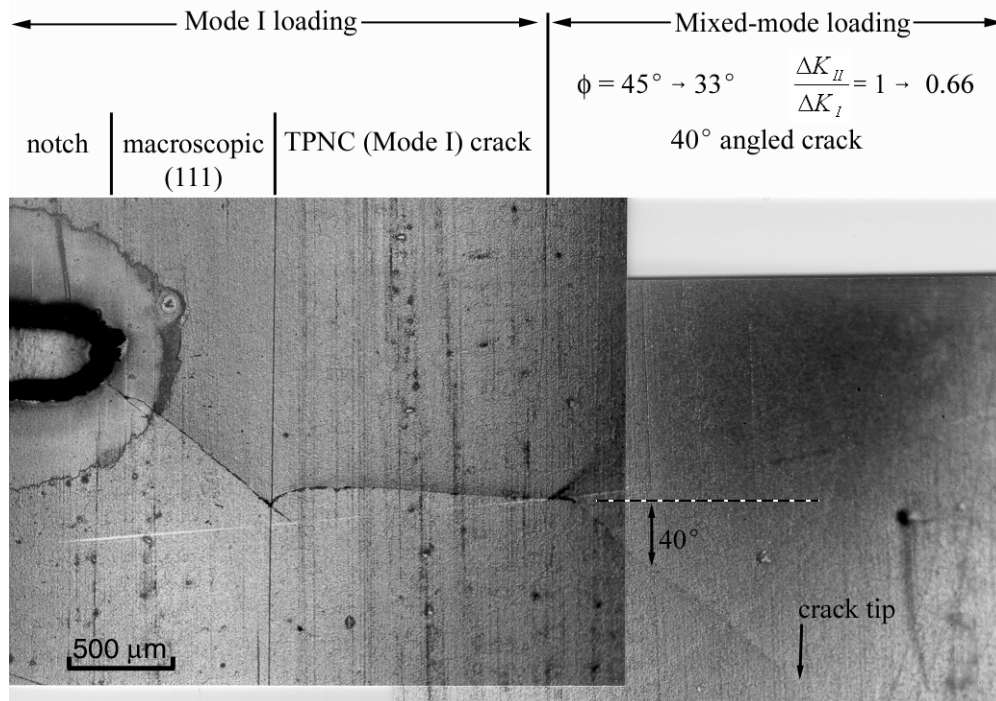 Mode I loading
Mixed-mode loading
ϕ = 45° → 33°
ΔK_II / ΔK_I = 1 → 0.66
notch
macroscopic
(111)
TPNC (Mode I) crack
40° angled crack
40°
crack tip
500 µm